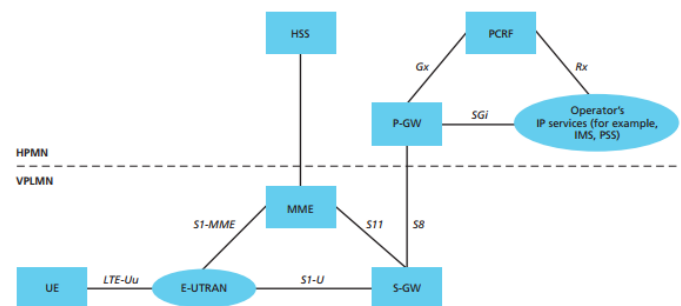 HSS
PCRF
Gx
Rx
P-GW
SGi
Operator's
IP services (for example,
IMS, PSS)
HPMN
VPLMN
MME
S1-MME
S11
S8
UE
LTE-Uu
E-UTRAN
S1-U
S-GW